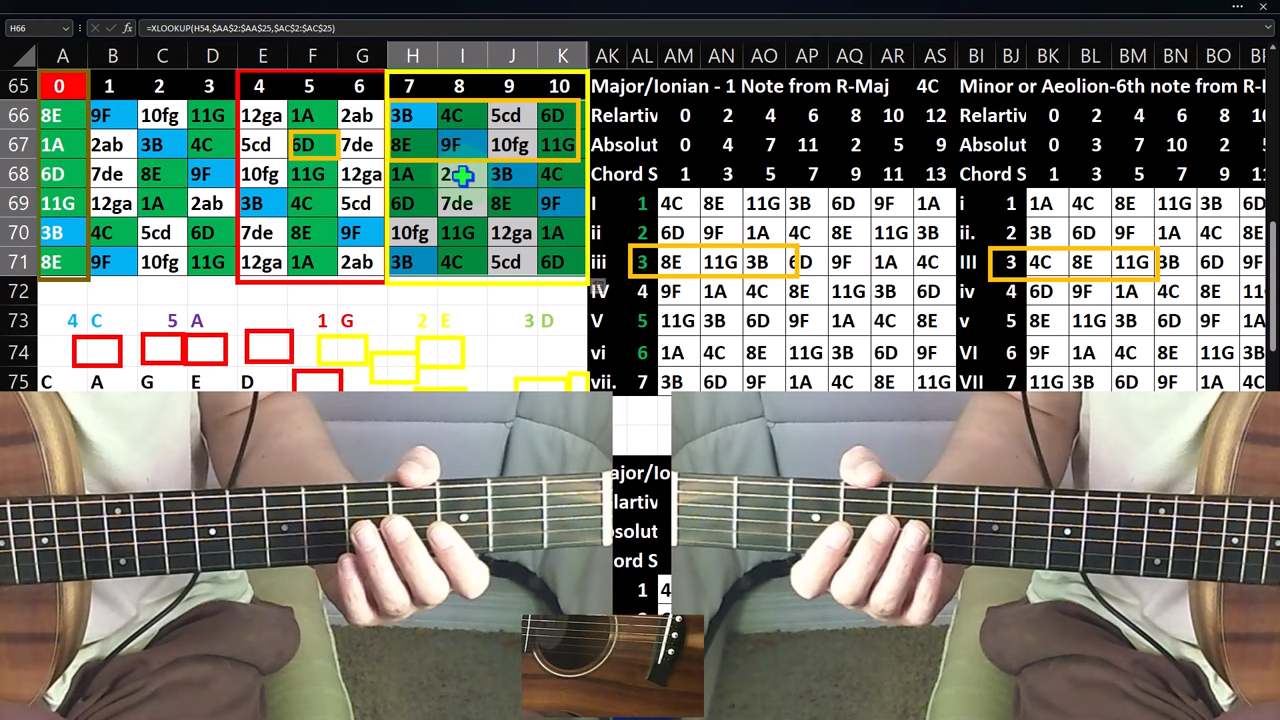 H66 fx =XLOOKUP(H54,$AA$2:$AA$25,$AC$2:$AC$25)
A B C D E F G H I J K AK AL AM AN AO AP AQ AR AS BI BJ BK BL BM BN BO
65 0 1 2 3 4 5 6 7 8 9 10 Major/Ionian - 1 Note from R-Maj 4C Minor or Aeolion-6th note from R-
66 8E 9F 10fg 11G 12ga 1A 2ab 3B 4C 5cd 6D Relartiv 0 2 4 6 8 10 12 Relartiv 0 2 4 6 8
67 1A 2ab 3B 4C 5cd 6D 7de 8E 9F 10fg 11G Absolut 0 4 7 11 2 5 9 Absolut 0 3 7 10 2
68 6D 7de 8E 9F 10fg 11G 12ga 1A 3B 4C Chord S 1 3 5 7 9 11 13 Chord S 1 3 5 7 9
69 11G 12ga 1A 2ab 3B 4C 5cd 6D 7de 8E 9F I 1 4C 8E 11G 3B 6D 9F 1A i 1 1A 4C 8E 11G 3B
70 3B 4C 5cd 6D 7de 8E 9F 10fg 11G 12ga 1A ii 2 6D 9F 1A 4C 8E 11G 3B ii. 2 3B 6D 9F 1A 4C
71 8E 9F 10fg 11G 12ga 1A 2ab 3B 4C 5cd 6D iii 3 8E 11G 3B 6D 9F 1A 4C III 3 4C 8E 11G 3B 6D
72 IV 4 9F 1A 4C 8E 11G 3B 6D iv 4 6D 9F 1A 4C 8E
73 4 C 5 A 1 G 2 E 3 D V 5 11G 3B 6D 9F 1A 4C 8E v 5 8E 11G 3B 6D 9F
74 vi 6 1A 4C 8E 11G 3B 6D 9F VI 6 9F 1A 4C 8E 11G
75 C A G E D vii. 7 3B 6D 9F 1A 4C 8E 11G VII 7 11G 3B 6D 9F 1A
ajor/Io
elartiv
bsolut
ord S
1 4